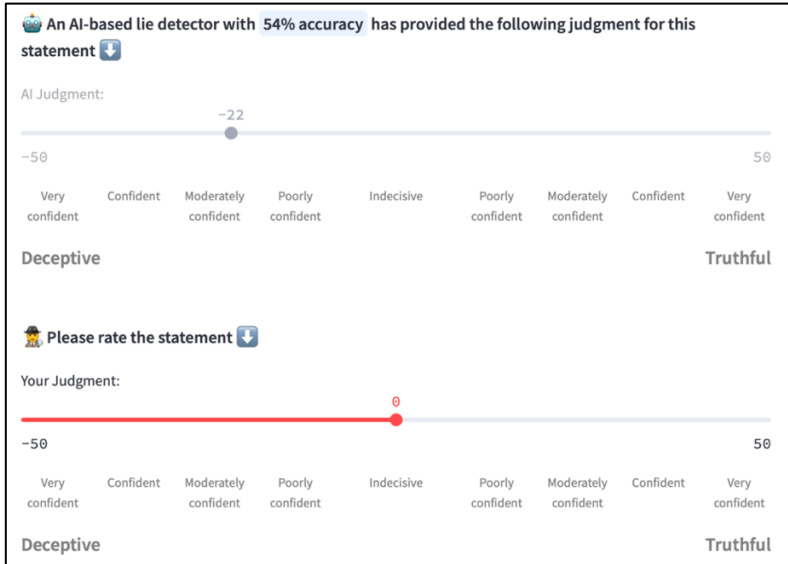 🤖 An AI-based lie detector with 54% accuracy has provided the following judgment for this
statement ⬇️
AI Judgment:
-22
-50 50
Very confident Confident Moderately confident Poorly confident Indecisive Poorly confident Moderately confident Confident Very confident
Deceptive Truthful
🕵️ Please rate the statement ⬇️
Your Judgment:
0
-50 50
Very confident Confident Moderately confident Poorly confident Indecisive Poorly confident Moderately confident Confident Very confident
Deceptive Truthful